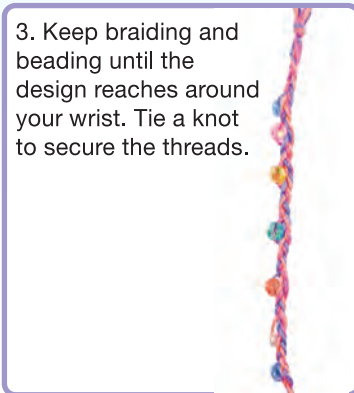 3. Keep braiding and
beading until the
design reaches around
your wrist. Tie a knot
to secure the threads.